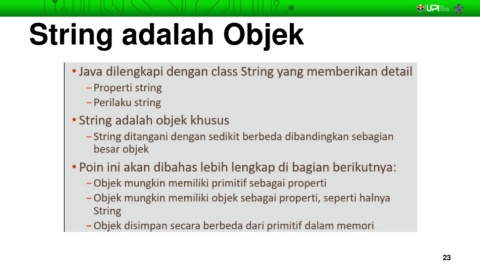 UPI
String adalah Objek
• Java dilengkapi dengan class String yang memberikan detail
–Properti string
–Perilaku string
• String adalah objek khusus
–String ditangani dengan sedikit berbeda dibandingkan sebagian
besar objek
• Poin ini akan dibahas lebih lengkap di bagian berikutnya:
–Objek mungkin memiliki primitif sebagai properti
–Objek mungkin memiliki objek sebagai properti, seperti halnya
String
–Objek disimpan secara berbeda dari primitif dalam memori
23